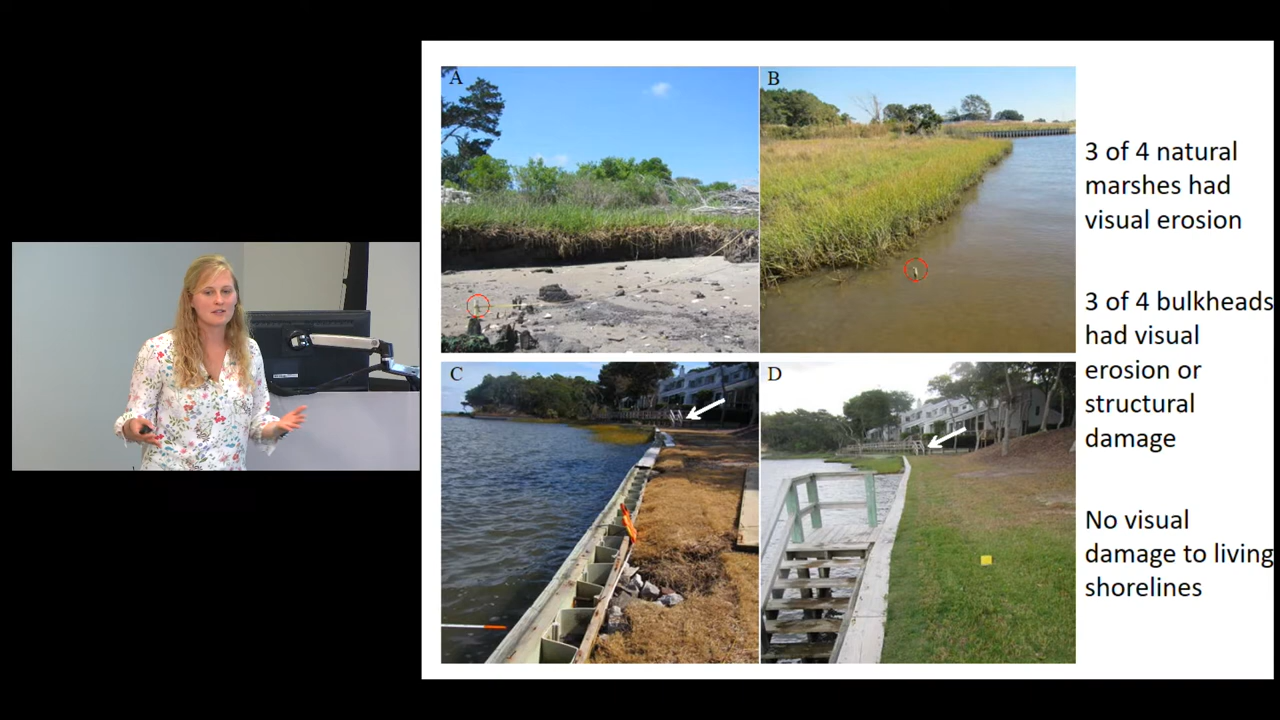 A
B
3 of 4 natural
marshes had
visual erosion
3 of 4 bulkheads
had visual
erosion or
structural
damage
C
D
No visual
damage to living
shorelines